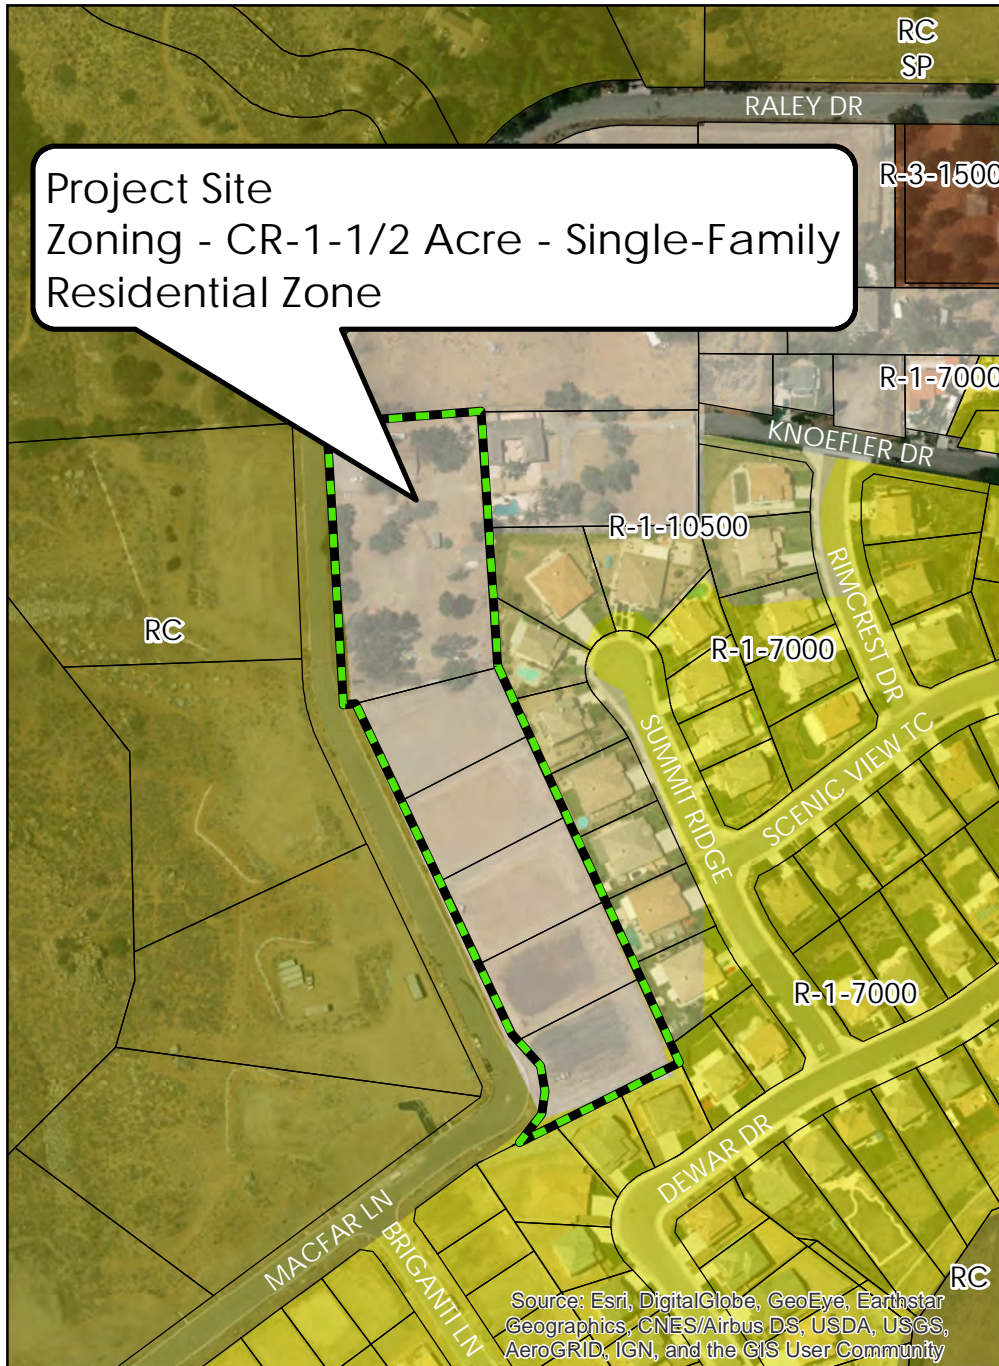 RC
SP
RALEY DR
R-3-1500
Project Site
Zoning - CR-1-1/2 Acre - Single-Family
Residential Zone
R-1-7000
KNOEFLER DR
R-1-10500
RIMCREST DR
RC
R-1-7000
SUMMIT RIDGE
SCENIC VIEW TC
R-1-7000
DEWAR DR
MACFAR LN
BRIGANTI LN
RC
Source: Esri, DigitalGlobe, GeoEye, Earthstar
Geographics, CNES/Airbus DS, USDA, USGS,
AeroGRID, IGN, and the GIS User Community